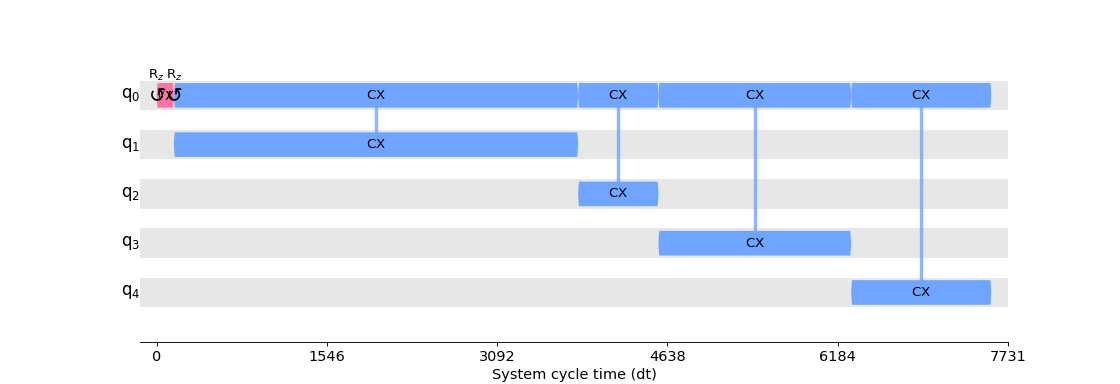 R_z R_z
q_0 CX CX CX CX
q_1 CX
q_2 CX
q_3 CX
q_4 CX
0 1546 3092 4638 6184 7731
System cycle time (dt)